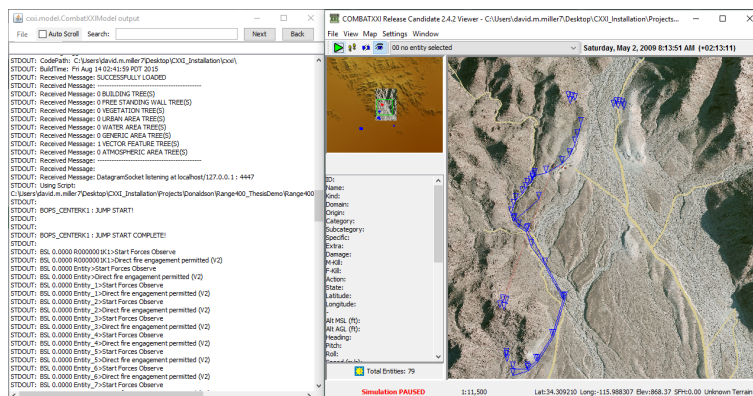 cxxi.model.CombatXXIModel output
File Auto Scroll Search: Next Back
STDOUT: CodePath: C:\Users\david.m.miller7\Desktop\CXXI_Installation\cxxi\
STDOUT: BuildTime: Fri Aug 14 02:41:59 PDT 2015
STDOUT: Received Message: SUCCESSFULLY LOADED
STDOUT: Received Message: ----------------------------------------
STDOUT: Received Message: 0 BUILDING TREE(S)
STDOUT: Received Message: 0 FREE STANDING WALL TREE(S)
STDOUT: Received Message: 0 VEGETATION TREE(S)
STDOUT: Received Message: 0 URBAN AREA TREE(S)
STDOUT: Received Message: 0 WATER AREA TREE(S)
STDOUT: Received Message: 0 GENERIC AREA TREE(S)
STDOUT: Received Message: 1 VECTOR FEATURE TREE(S)
STDOUT: Received Message: 0 ATMOSPHERIC AREA TREE(S)
STDOUT: Received Message: ----------------------------------------
STDOUT: Received Message:
STDOUT: Received Message: DatagramSocket listening at localhost/127.0.0.1 : 4447
STDOUT: Using Script:
C:\Users\david.m.miller7\Desktop\CXXI_Installation\Projects\Donaldson\Range400_ThesisDemo\Range400
STDOUT:
STDOUT: BOPS_CENTERK1 : JUMP START!
STDOUT:
STDOUT:
STDOUT: BOPS_CENTERK1 : JUMP START COMPLETE!
STDOUT:
STDOUT: BSL 0.0000 R000001K1>Start Forces Observe
STDOUT: BSL 0.0000 R000001K1>Direct fire engagement permitted (V2)
STDOUT: BSL 0.0000 Entity>Start Forces Observe
STDOUT: BSL 0.0000 Entity>Direct fire engagement permitted (V2)
STDOUT: BSL 0.0000 Entity_1>Start Forces Observe
STDOUT: BSL 0.0000 Entity_1>Direct fire engagement permitted (V2)
STDOUT: BSL 0.0000 Entity_2>Start Forces Observe
STDOUT: BSL 0.0000 Entity_2>Direct fire engagement permitted (V2)
STDOUT: BSL 0.0000 Entity_3>Start Forces Observe
STDOUT: BSL 0.0000 Entity_3>Direct fire engagement permitted (V2)
STDOUT: BSL 0.0000 Entity_4>Start Forces Observe
STDOUT: BSL 0.0000 Entity_4>Direct fire engagement permitted (V2)
STDOUT: BSL 0.0000 Entity_5>Start Forces Observe
STDOUT: BSL 0.0000 Entity_5>Direct fire engagement permitted (V2)
STDOUT: BSL 0.0000 Entity_6>Start Forces Observe
STDOUT: BSL 0.0000 Entity_6>Direct fire engagement permitted (V2)
STDOUT: BSL 0.0000 Entity_7>Start Forces Observe
COMBATXXI Release Candidate 2.4.2 Viewer - C:\Users\david.m.miller7\Desktop\CXXI_Installation\Projects...
File View Map Settings Window
00 no entity selected
Saturday, May 2, 2009 8:13:51 AM (+02:13:11)
ID:
Name:
Kind:
Domain:
Origin:
Category:
Subcategory:
Specific:
Extra:
Damage:
M-Kill:
F-Kill:
Action:
State:
Latitude:
Longitude:
-
Alt MSL (ft):
Alt AGL (ft):
Heading:
Pitch:
Roll:
Total Entities: 79
Simulation PAUSED 1:11,500 Lat:34.309210 Long:-115.988307 Elev:868.37 SFH:0.00 Unknown Terrain